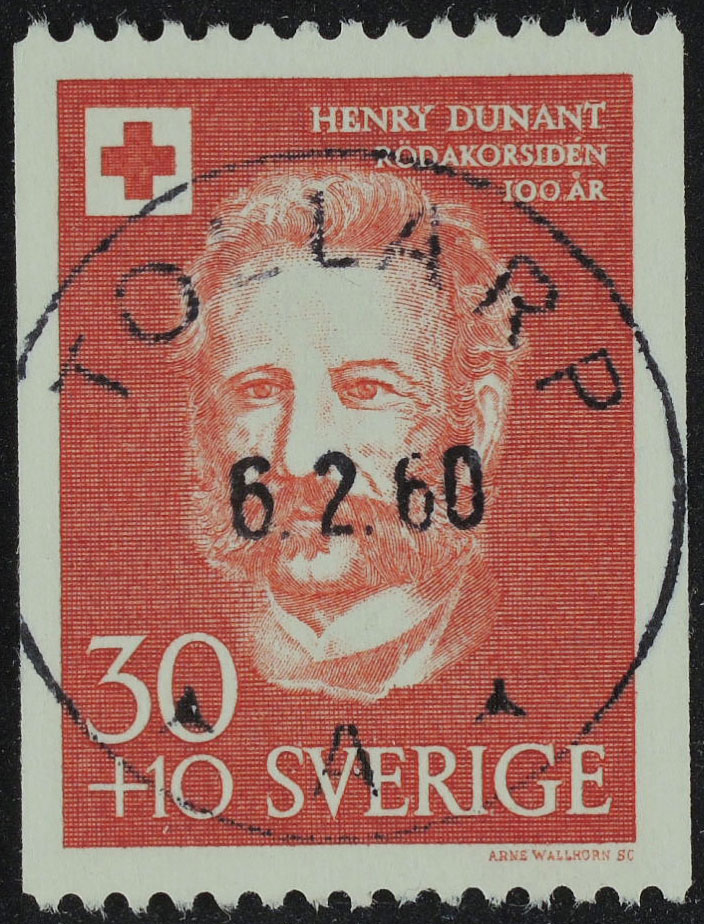 HENRY DUNANT
RÖDAKORSIDÉN
100 ÅR
TOLLARP
6.2.60
A
30
+10 SVERIGE
ARNE WALLHORN SC